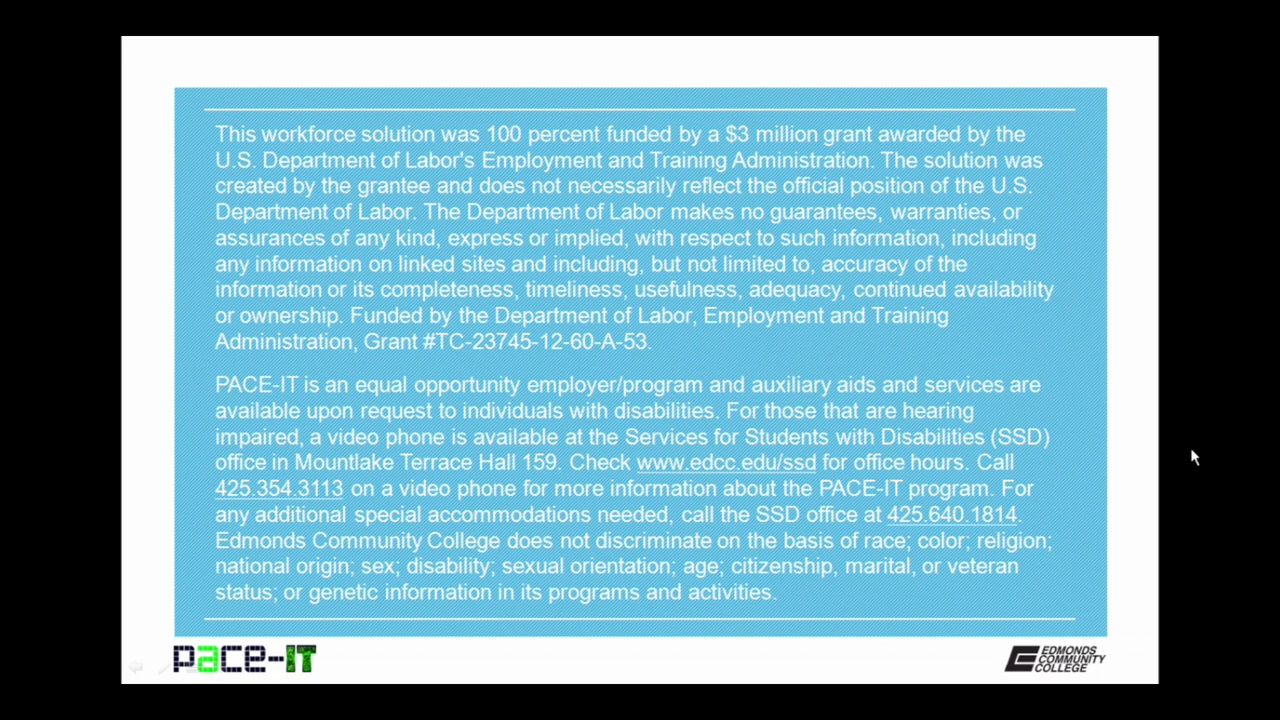 This workforce solution was 100 percent funded by a $3 million grant awarded by the
U.S. Department of Labor's Employment and Training Administration. The solution was
created by the grantee and does not necessarily reflect the official position of the U.S.
Department of Labor. The Department of Labor makes no guarantees, warranties, or
assurances of any kind, express or implied, with respect to such information, including
any information on linked sites and including, but not limited to, accuracy of the
information or its completeness, timeliness, usefulness, adequacy, continued availability
or ownership. Funded by the Department of Labor, Employment and Training
Administration, Grant #TC-23745-12-60-A-53.
PACE-IT is an equal opportunity employer/program and auxiliary aids and services are
available upon request to individuals with disabilities. For those that are hearing
impaired, a video phone is available at the Services for Students with Disabilities (SSD)
office in Mountlake Terrace Hall 159. Check www.edcc.edu/ssd for office hours. Call
425.354.3113 on a video phone for more information about the PACE-IT program. For
any additional special accommodations needed, call the SSD office at 425.640.1814.
Edmonds Community College does not discriminate on the basis of race; color; religion;
national origin; sex; disability; sexual orientation; age; citizenship, marital, or veteran
status; or genetic information in its programs and activities.
pace-IT
EDMONDS
COMMUNITY
COLLEGE